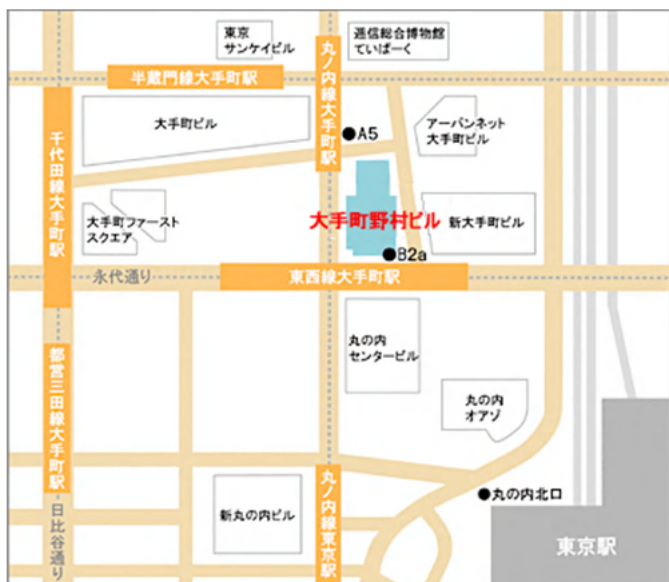 東京
サンケイビル
逓信総合博物館
ていぱーく
丸ノ内線大手町駅
半蔵門線大手町駅
千代田線大手町駅
大手町ビル
A5
アーバンネット
大手町ビル
大手町ファースト
スクエア
大手町野村ビル
新大手町ビル
B2a
永代通り
東西線大手町駅
丸の内
センタービル
都営三田線大手町駅
丸の内
オアゾ
丸ノ内線東京駅
新丸の内ビル
丸の内北口
日比谷通り
東京駅